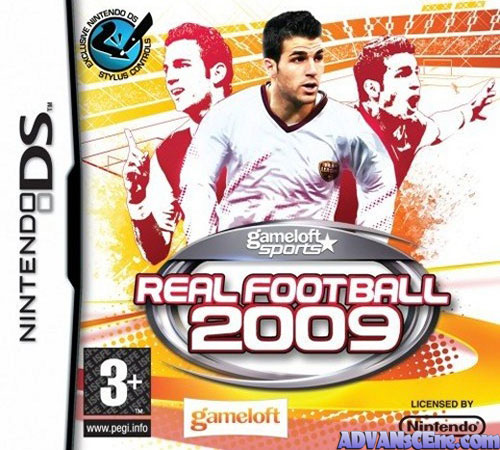 EXCLUSIVE NINTENDO DS
STYLUS CONTROLS
NINTENDO DS™
gameloft
sports
REAL FOOTBALL
2009
3+
www.pegi.info
gameloft
LICENSED BY
Nintendo
ADVANsCEne.com